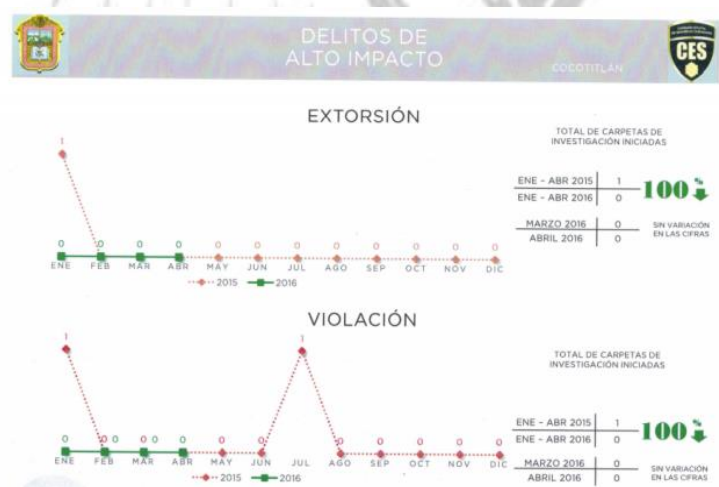 DELITOS DE
ALTO IMPACTO
COCOTITLÁN
CES
EXTORSIÓN
TOTAL DE CARPETAS DE
INVESTIGACIÓN INICIADAS
1
ENE - ABR 2015 1
ENE - ABR 2016 0
100%
MARZO 2016 0
ABRIL 2016 0
SIN VARIACIÓN
EN LAS CIFRAS
0 0 0 0 0 0 0 0 0 0 0 0
ENE FEB MAR ABR MAY JUN JUL AGO SEP OCT NOV DIC
2015 2016
VIOLACIÓN
TOTAL DE CARPETAS DE
INVESTIGACIÓN INICIADAS
1 1
ENE - ABR 2015 1
ENE - ABR 2016 0
100%
0 0 0 0 0 0 0 0 0 0 0 0 0 0
ENE FEB MAR ABR MAY JUN JUL AGO SEP OCT NOV DIC
MARZO 2016 0
ABRIL 2016 0
SIN VARIACIÓN
EN LAS CIFRAS
2015 2016